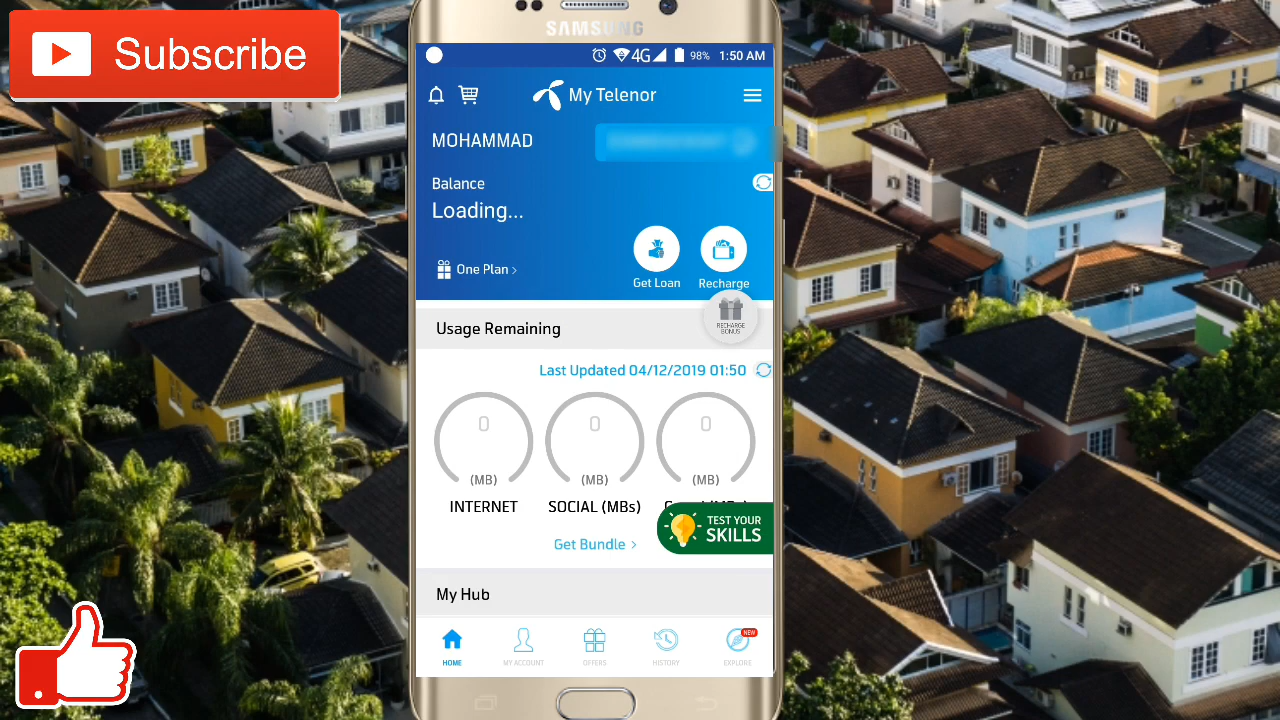 Subscribe
SAMSUNG
4G 98% 1:50 AM
My Telenor
MOHAMMAD
Balance
Loading...
One Plan >
Get Loan
Recharge
RECHARGE
BONUS
Usage Remaining
Last Updated 04/12/2019 01:50
0
(MB)
INTERNET
0
(MB)
SOCIAL (MBs)
0
(MB)
TEST YOUR
SKILLS
Get Bundle >
My Hub
HOME
MY ACCOUNT
OFFERS
HISTORY
NEW
EXPLORE